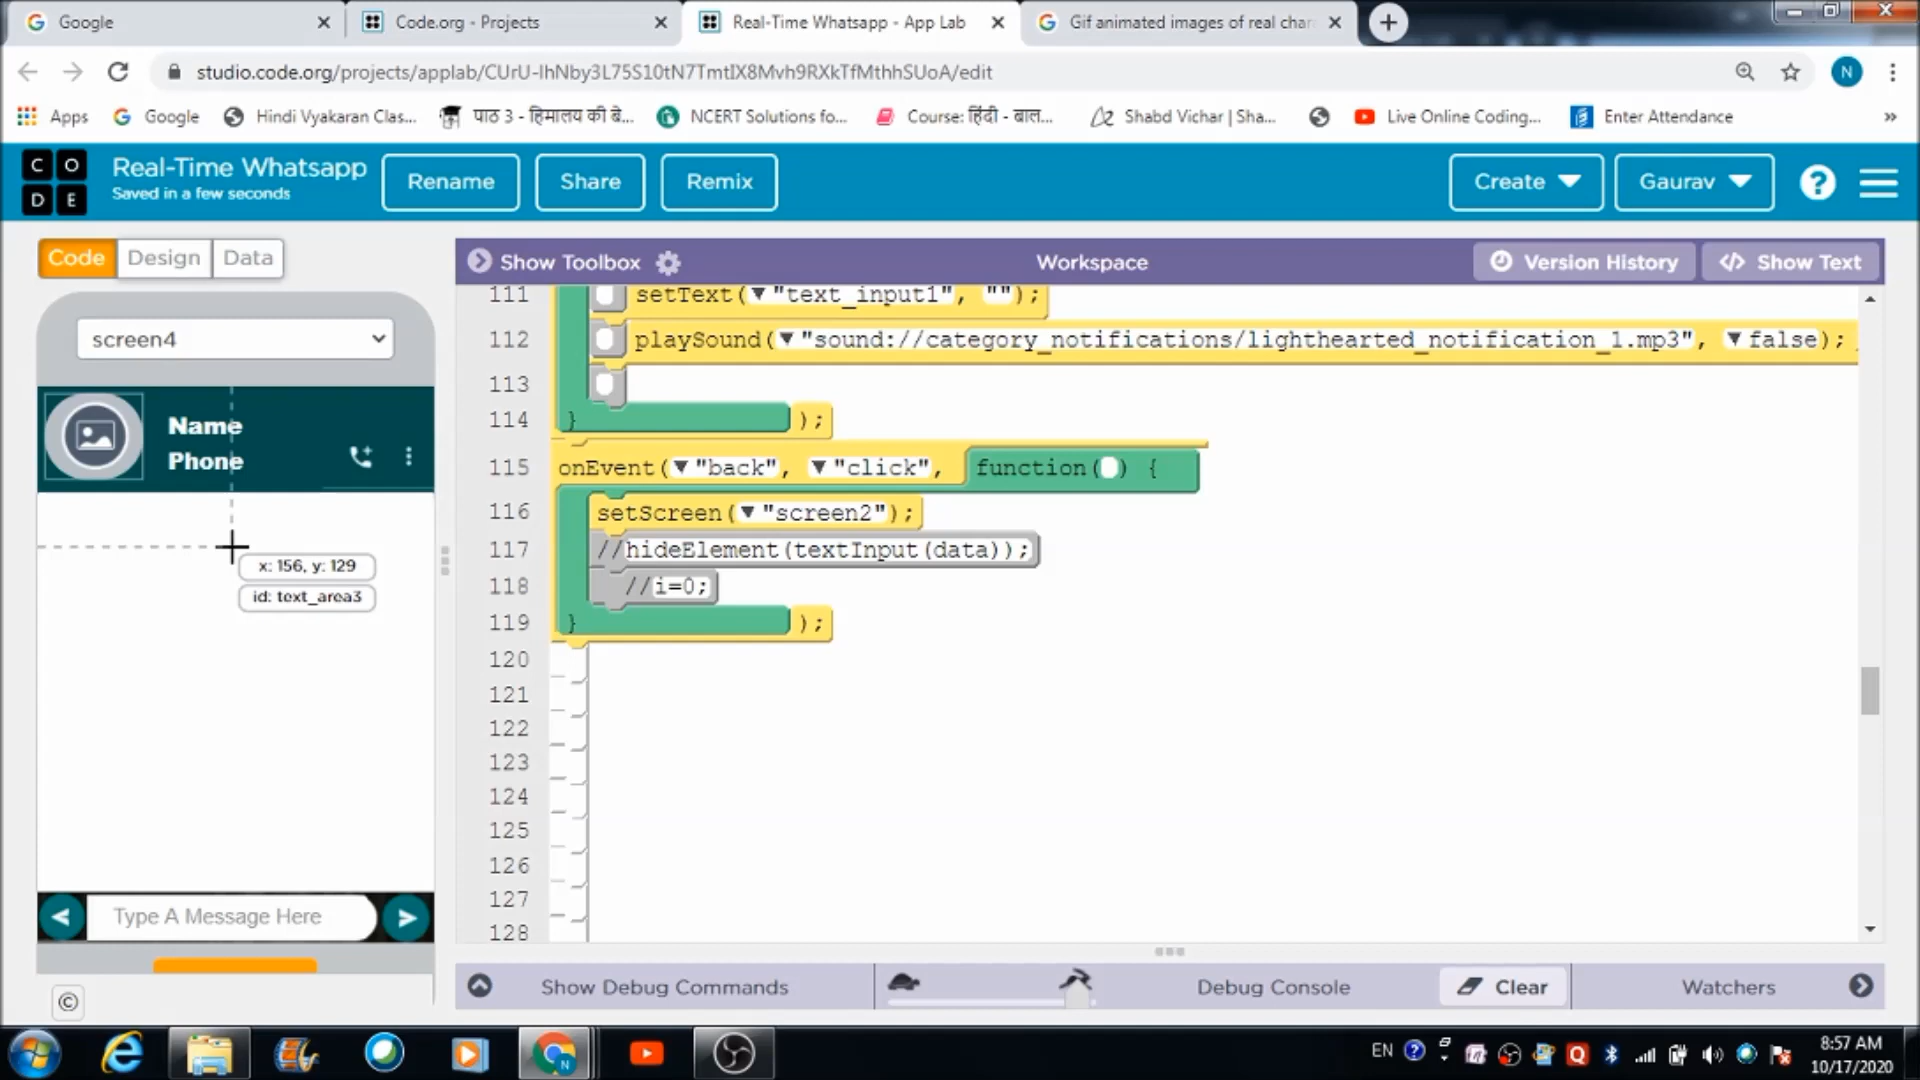 Google
Code.org - Projects
Real-Time Whatsapp - App Lab
Gif animated images of real char
studio.code.org/projects/applab/CUrU-lhNby3L75S10tN7TmtIX8Mvh9RXkTfMthhSUoA/edit
N
Apps
Google
Hindi Vyakaran Clas...
पाठ 3 - हिमालय की बे...
NCERT Solutions fo...
Course: हिंदी - बाल...
Shabd Vichar | Sha...
Live Online Coding...
Enter Attendance
»
C O
D E
Real-Time Whatsapp
Saved in a few seconds
Rename
Share
Remix
Create
Gaurav
?
Code
Design
Data
Show Toolbox
Workspace
Version History
</> Show Text
screen4
Name
Phone
x: 156, y: 129
id: text_area3
<
Type A Message Here
>
©
111 setText("text_input1", "");
112 playSound("sound://category_notifications/lighthearted_notification_1.mp3", false);
113
114 } );
115 onEvent("back", "click", function() {
116 setScreen("screen2");
117 //hideElement(textInput(data));
118 //i=0;
119 } );
120
121
122
123
124
125
126
127
128
Show Debug Commands
Debug Console
Clear
Watchers
N
EN
8:57 AM
10/17/2020